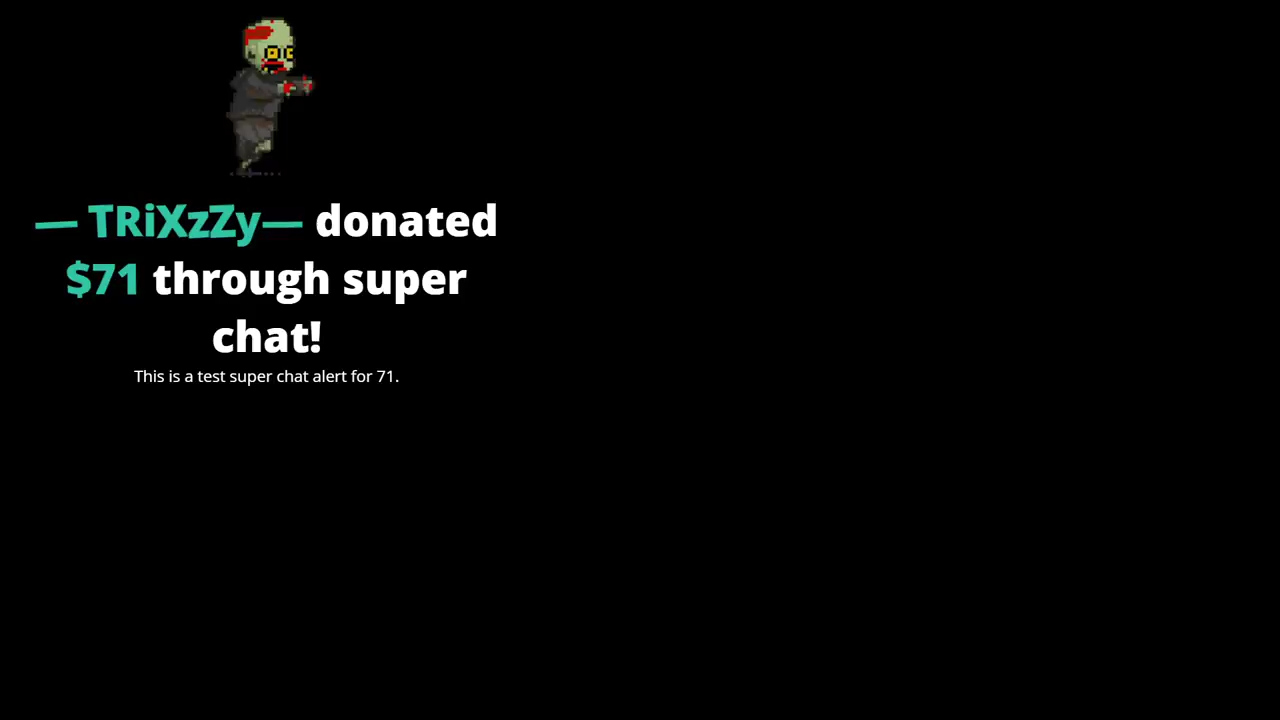 — TRiXzZy— donated
$71 through super
chat!
This is a test super chat alert for 71.